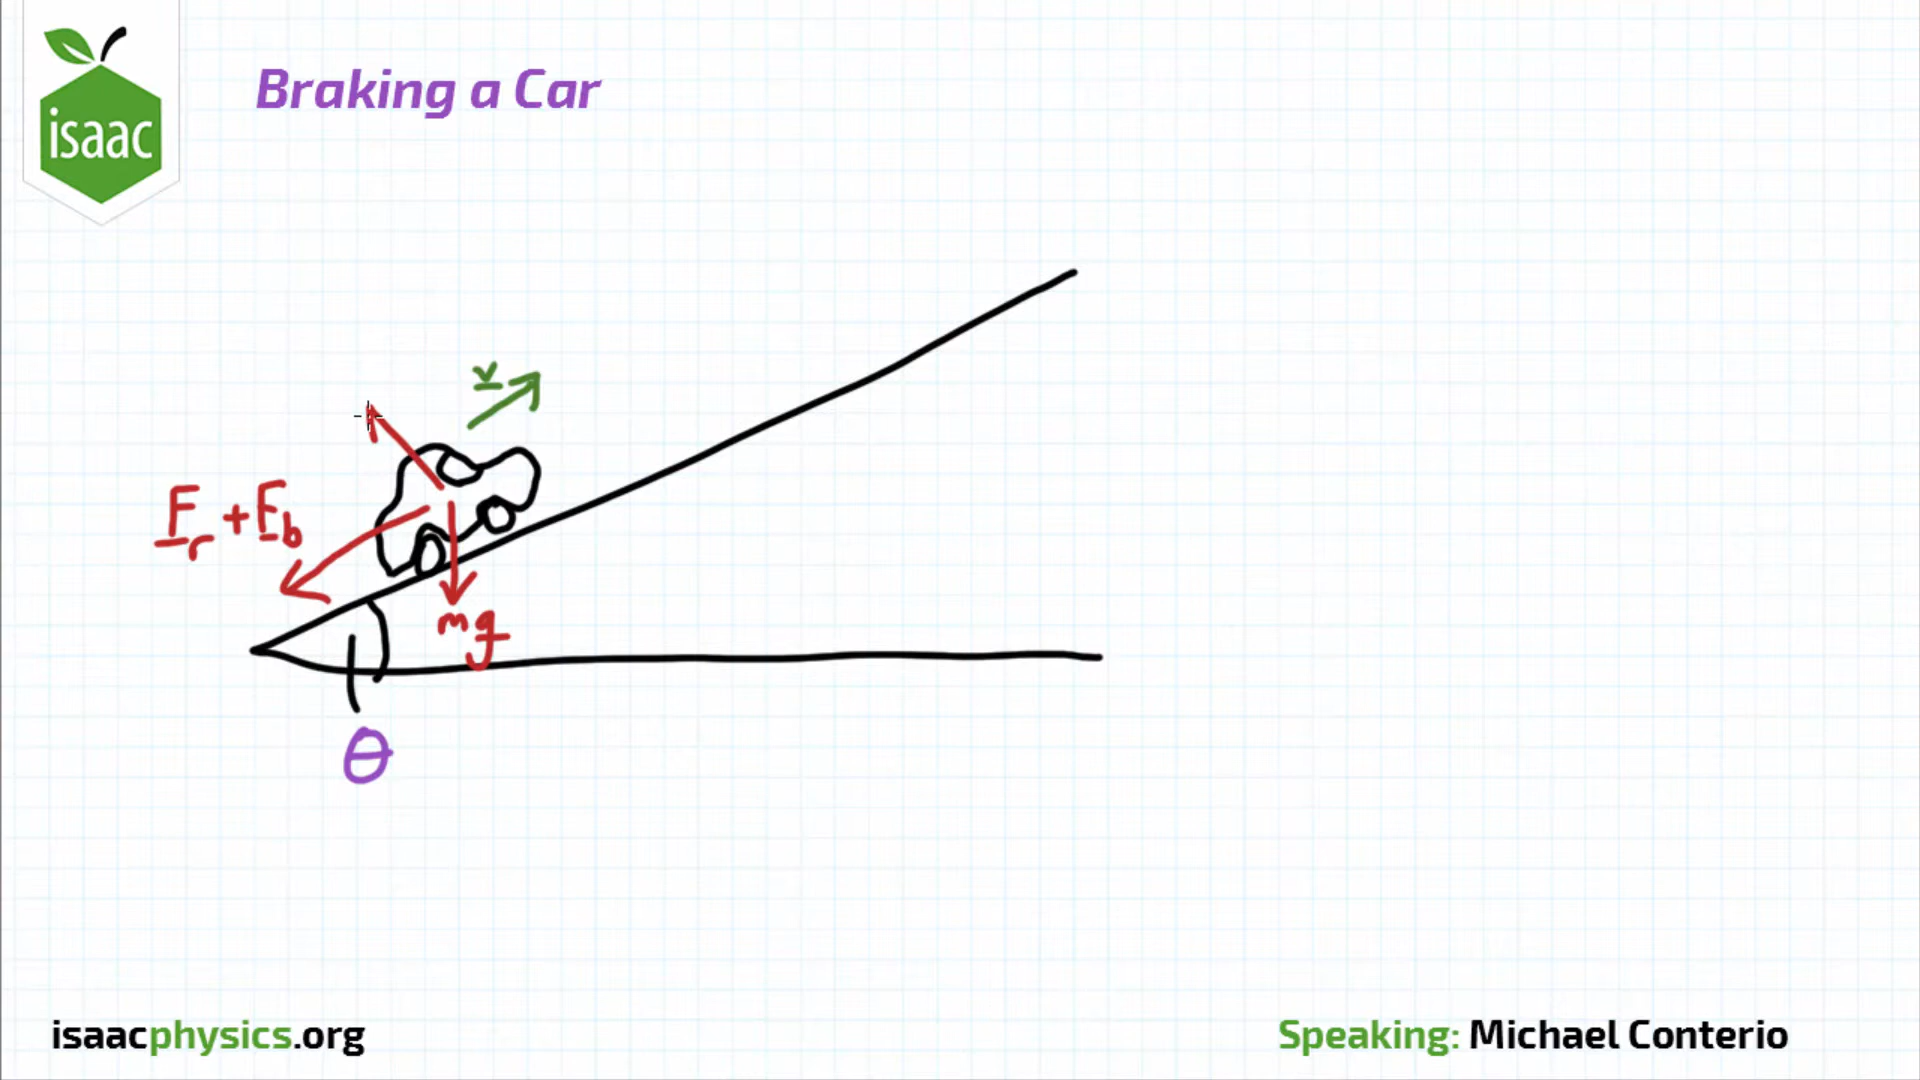 isaac
Braking a Car
v
F_r + F_b
mg
θ
isaacphysics.org
Speaking: Michael Conterio